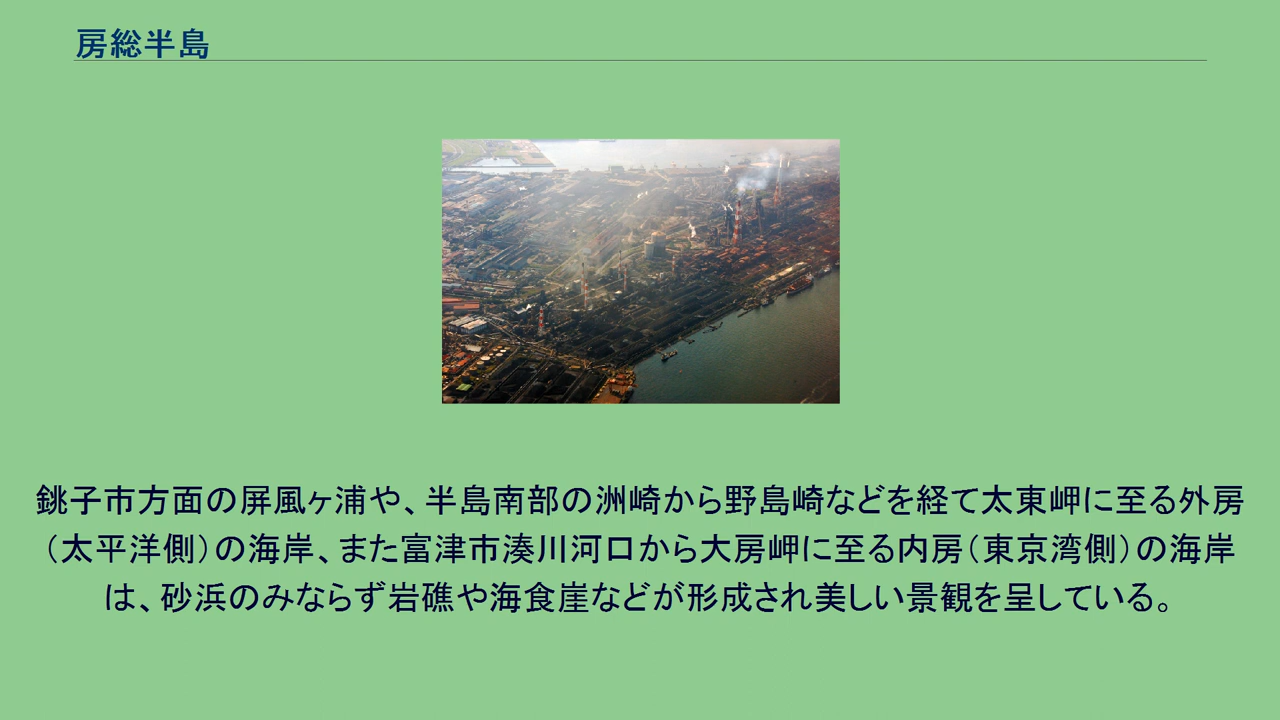 房総半島
銚子市方面の屏風ヶ浦や、半島南部の洲崎から野島崎などを経て太東岬に至る外房
（太平洋側）の海岸、また富津市湊川河口から大房岬に至る内房（東京湾側）の海岸
は、砂浜のみならず岩礁や海食崖などが形成され美しい景観を呈している。